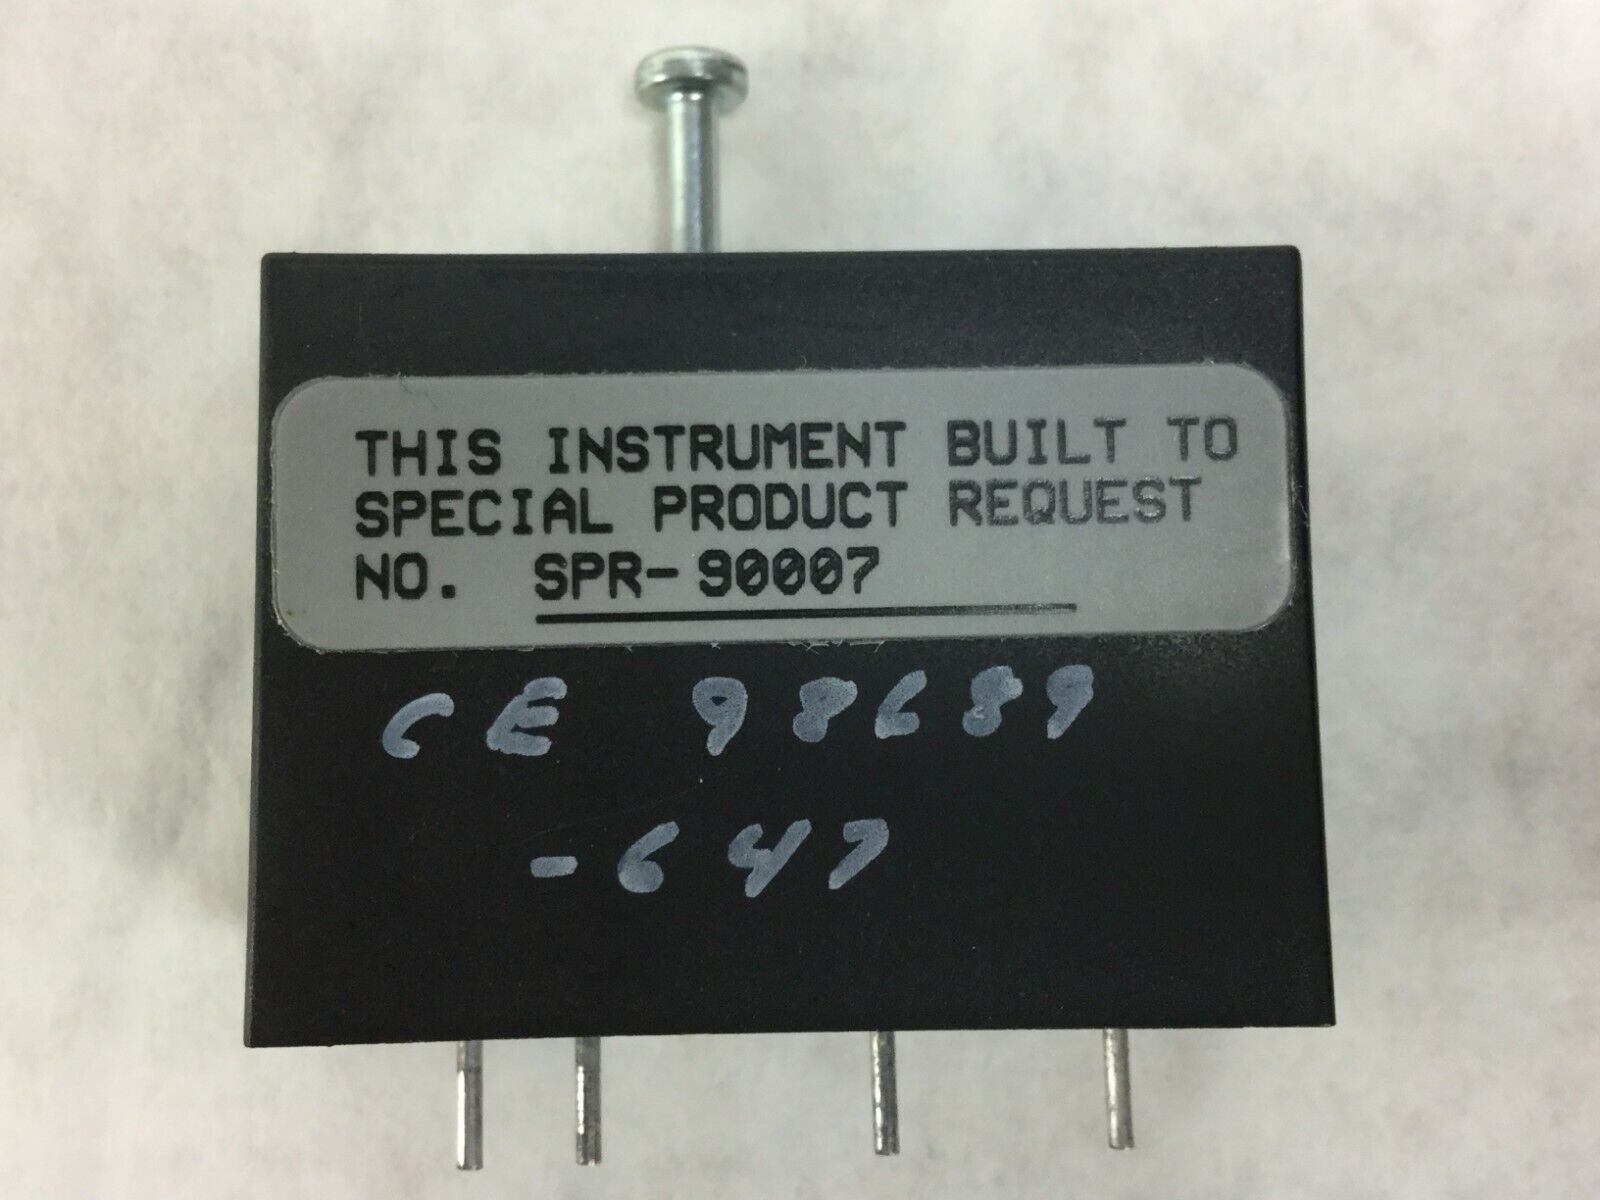 THIS INSTRUMENT BUILT TO
SPECIAL PRODUCT REQUEST
NO. SPR-90007
CE 98689
-647